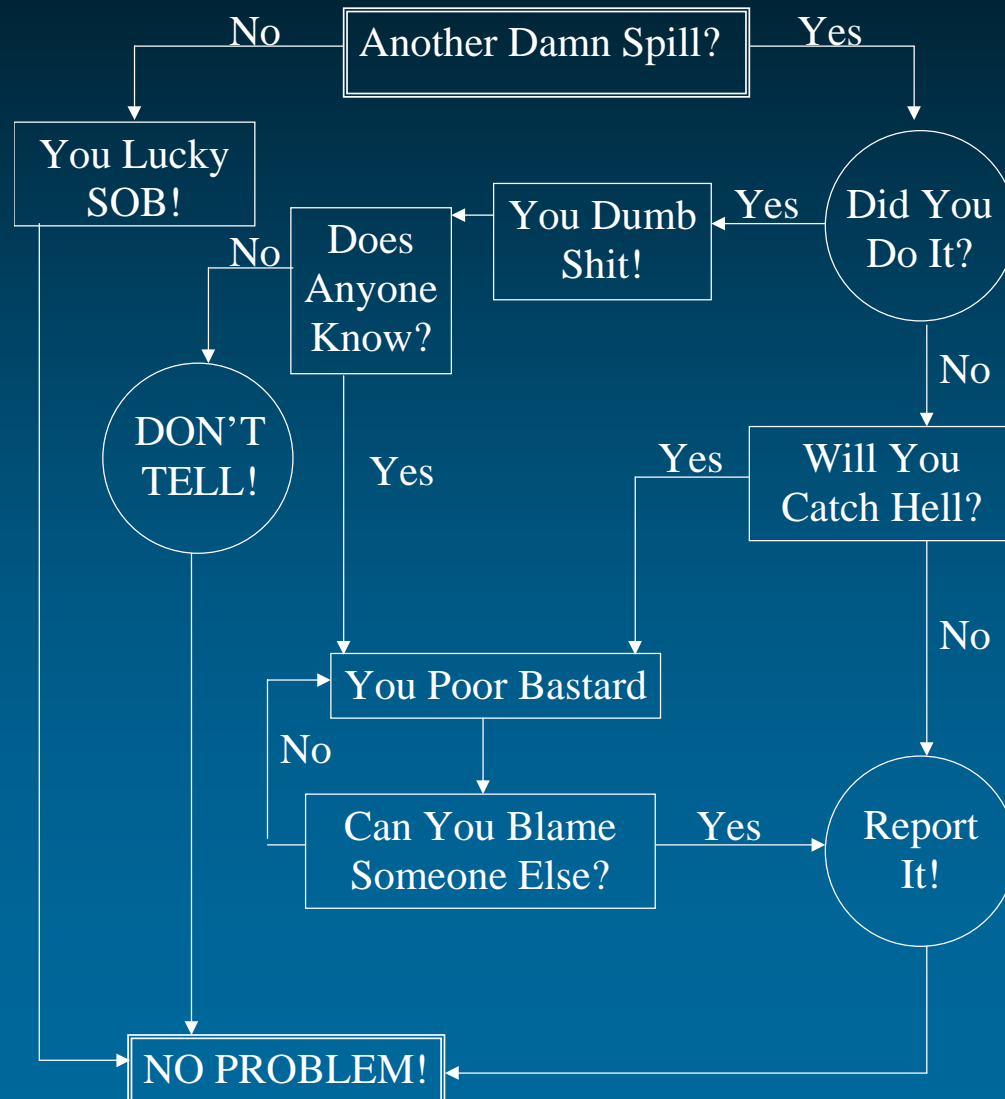 No
Another Damn Spill?
Yes
You Lucky
SOB!
Did You
Do It?
Yes
You Dumb
Shit!
Does
Anyone
Know?
No
No
DON’T
TELL!
Yes
Yes
Will You
Catch Hell?
No
You Poor Bastard
No
Can You Blame
Someone Else?
Yes
Report
It!
NO PROBLEM!